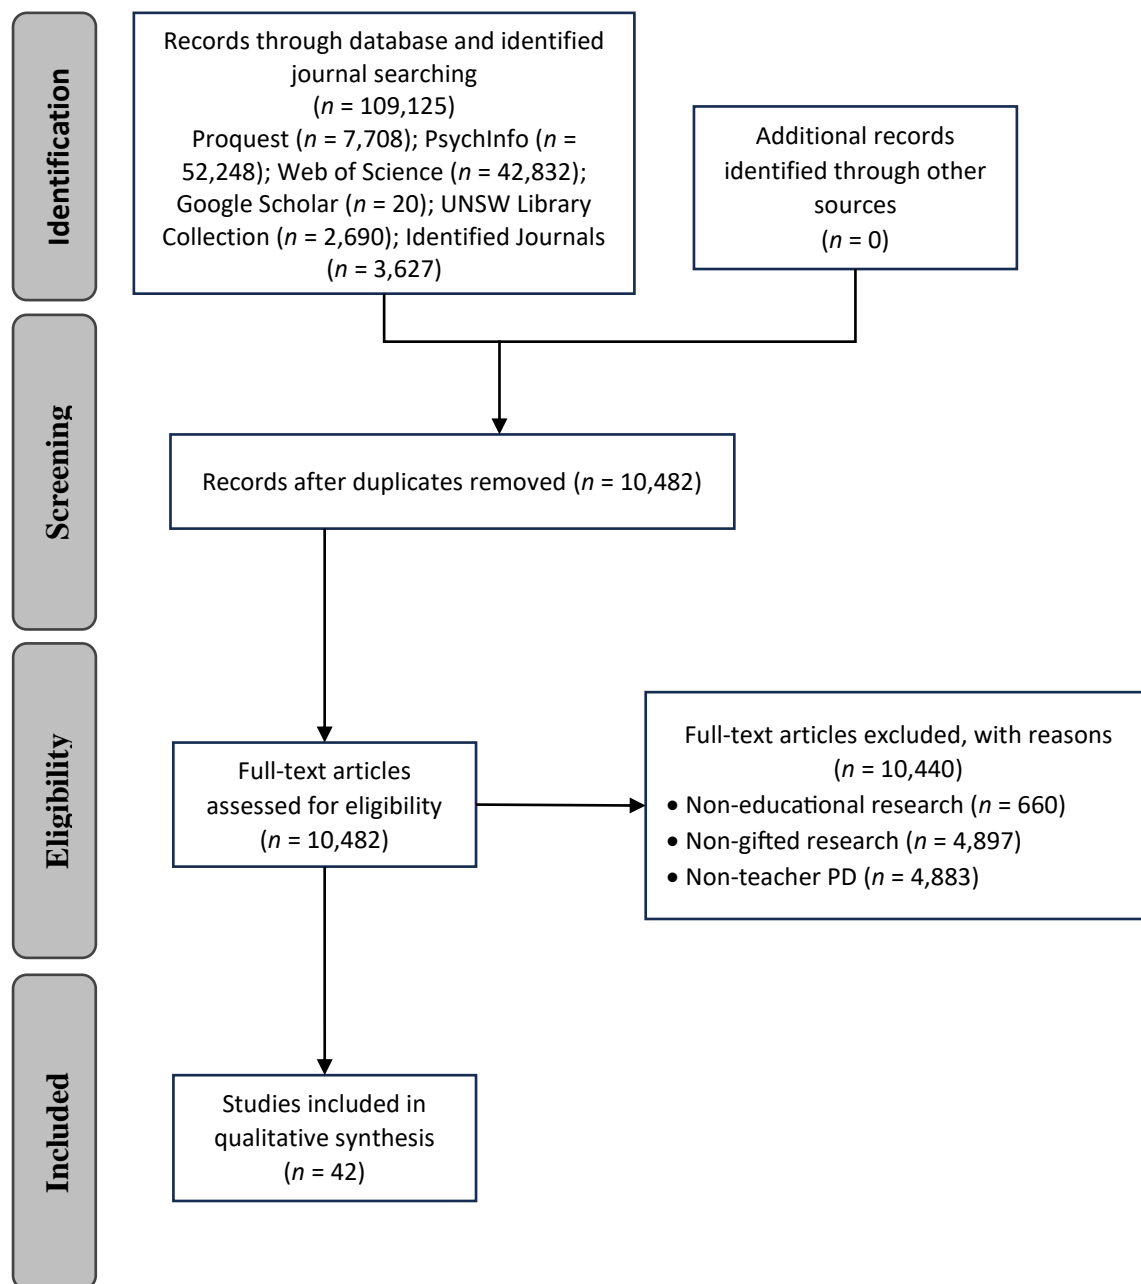 Identification
Records through database and identified
journal searching
(n = 109,125)
Proquest (n = 7,708); PsychInfo (n =
52,248); Web of Science (n = 42,832);
Google Scholar (n = 20); UNSW Library
Collection (n = 2,690); Identified Journals
(n = 3,627)
Additional records
identified through other
sources
(n = 0)
Screening
Records after duplicates removed (n = 10,482)
Eligibility
Full-text articles
assessed for eligibility
(n = 10,482)
Full-text articles excluded, with reasons
(n = 10,440)
• Non-educational research (n = 660)
• Non-gifted research (n = 4,897)
• Non-teacher PD (n = 4,883)
Included
Studies included in
qualitative synthesis
(n = 42)